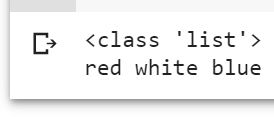 <class 'list'>
red white blue